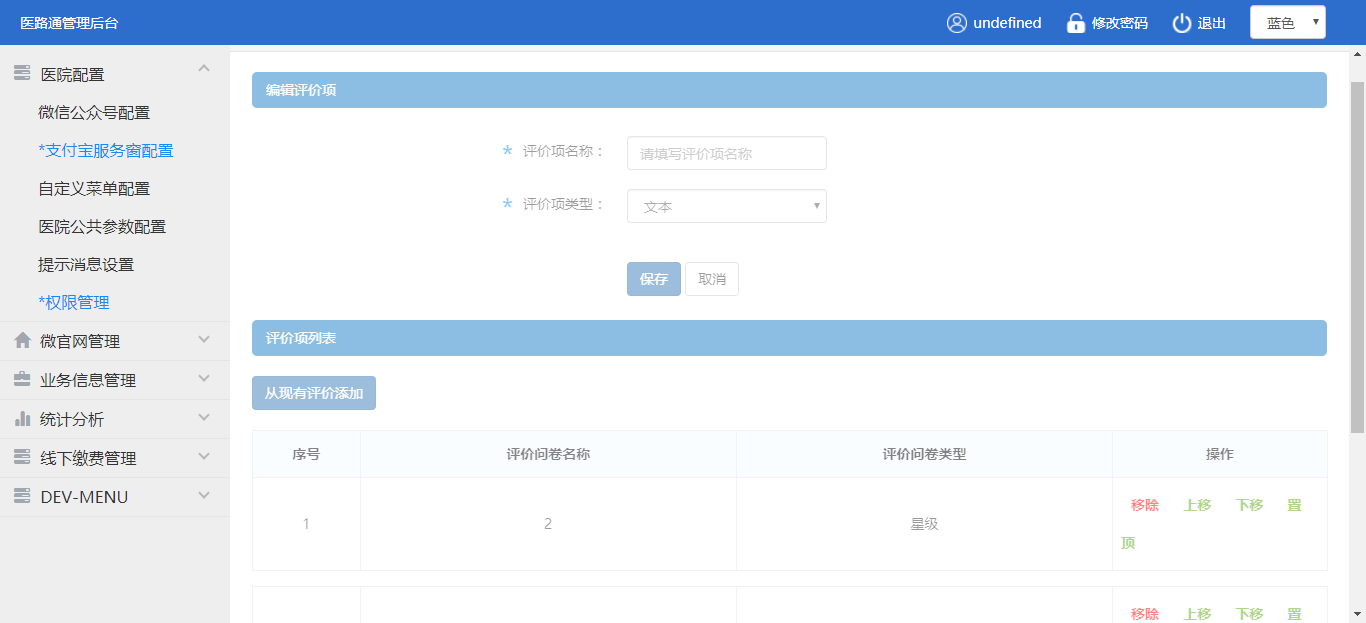 医路通管理后台
undefined
修改密码
退出
蓝色
医院配置
微信公众号配置
*支付宝服务窗配置
自定义菜单配置
医院公共参数配置
提示消息设置
*权限管理
微官网管理
业务信息管理
统计分析
线下缴费管理
DEV-MENU
编辑评价项
* 评价项名称：
请填写评价项名称
* 评价项类型：
文本
保存
取消
评价项列表
从现有评价添加
序号 评价问卷名称 评价问卷类型 操作
1 2 星级 移除 上移 下移 置
顶
移除 上移 下移 置